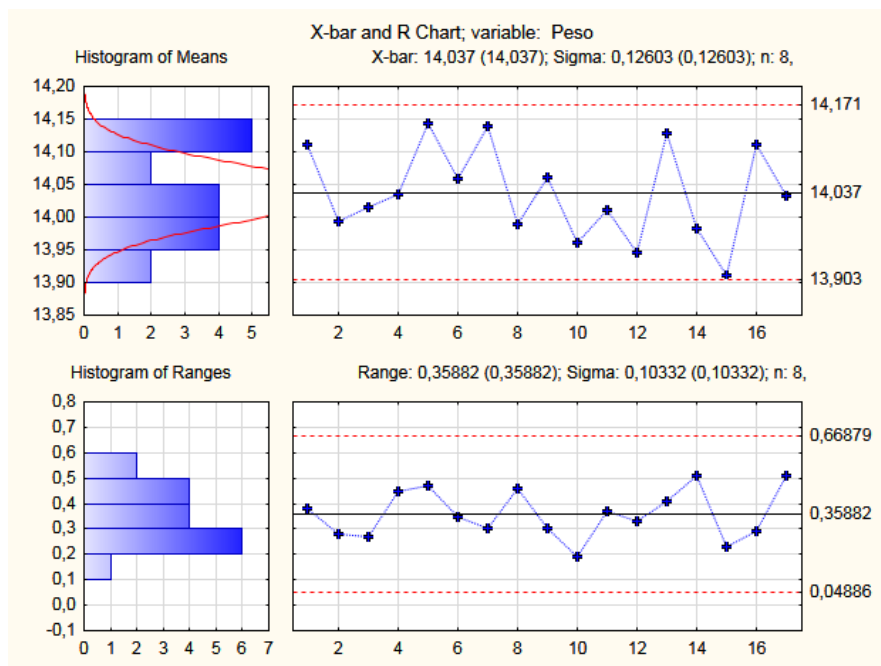 X-bar and R Chart; variable: Peso
Histogram of Means
X-bar: 14,037 (14,037); Sigma: 0,12603 (0,12603); n: 8,
14,20
14,15
14,10
14,05
14,00
13,95
13,90
13,85
0 1 2 3 4 5
14,171
14,037
13,903
2 4 6 8 10 12 14 16
Histogram of Ranges
Range: 0,35882 (0,35882); Sigma: 0,10332 (0,10332); n: 8,
0,8
0,7
0,6
0,5
0,4
0,3
0,2
0,1
0,0
-0,1
0 1 2 3 4 5 6 7
0,66879
0,35882
0,04886
2 4 6 8 10 12 14 16